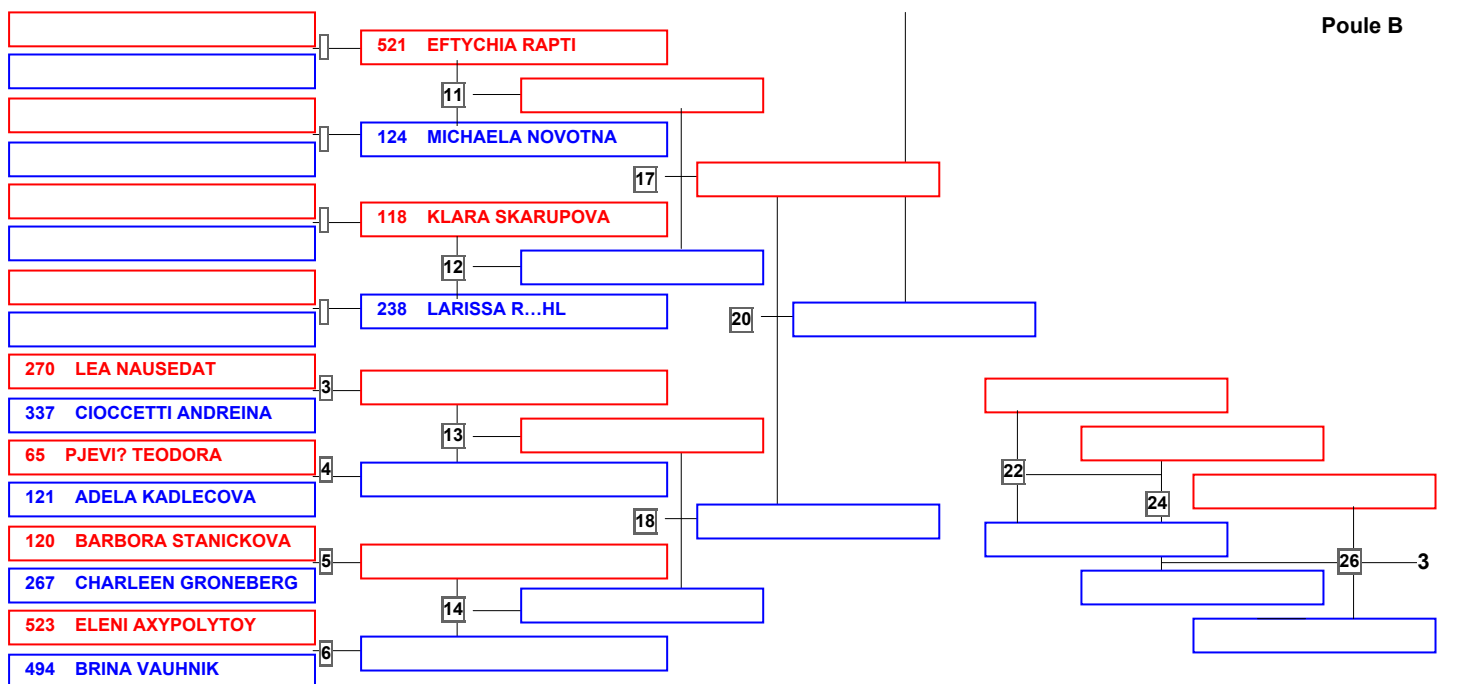 Poule B
521 EFTYCHIA RAPTI
11
124 MICHAELA NOVOTNA
17
118 KLARA SKARUPOVA
12
238 LARISSA R…HL
20
270 LEA NAUSEDAT
3
337 CIOCCETTI ANDREINA
13
65 PJEVI? TEODORA
4
121 ADELA KADLECOVA
18
120 BARBORA STANICKOVA
5
267 CHARLEEN GRONEBERG
14
523 ELENI AXYPOLYTOY
6
494 BRINA VAUHNIK
22
24
26
3